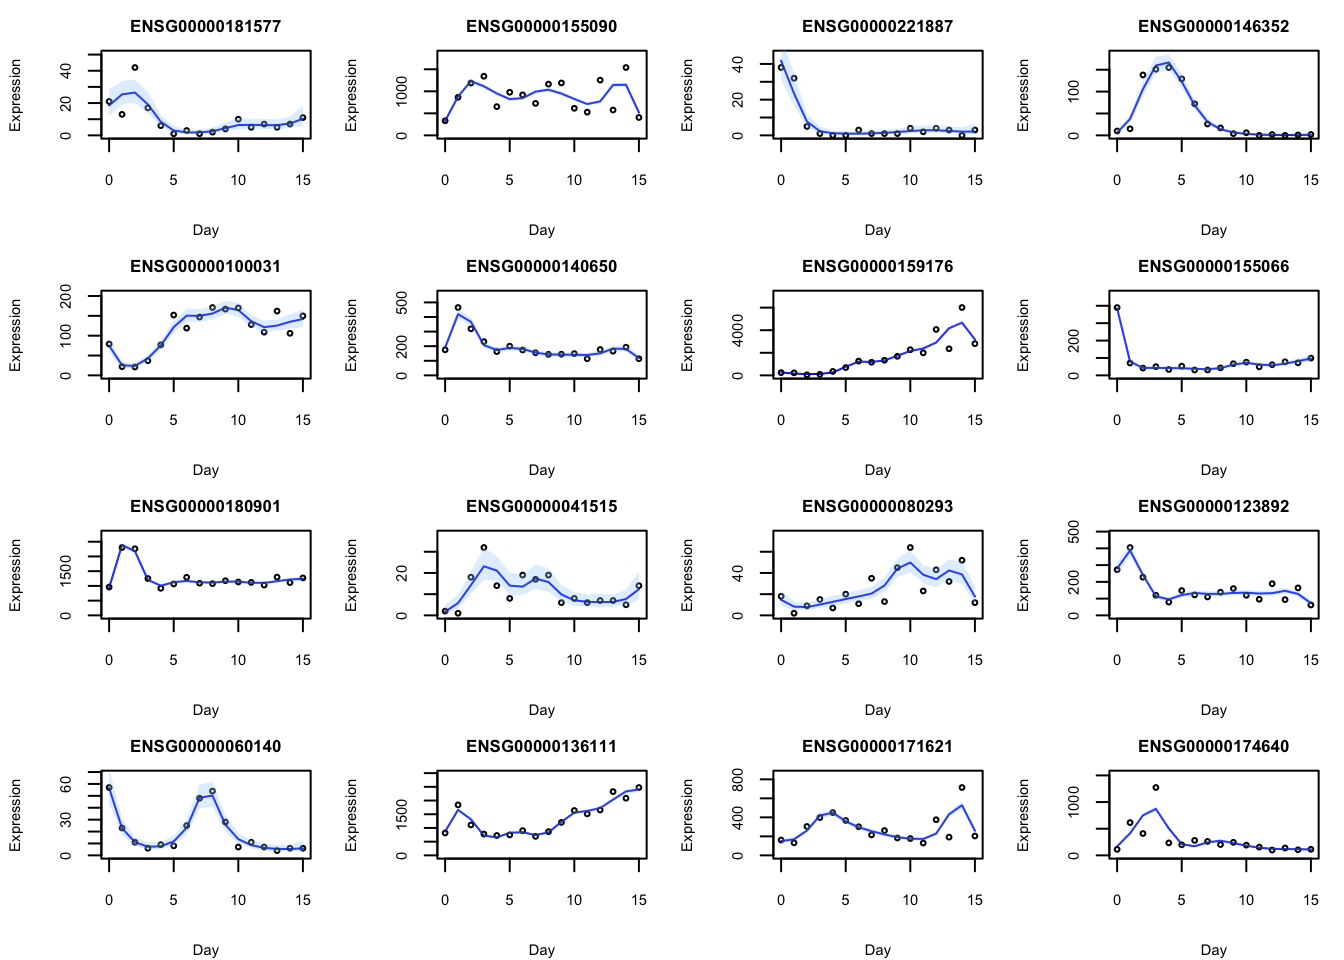 ENSG00000181577 ENSG00000155090 ENSG00000221887 ENSG00000146352
Expression Expression Expression Expression
40 20 0 1000 0 40 20 0 100 0
0 5 10 15 0 5 10 15 0 5 10 15 0 5 10 15
Day Day Day Day
ENSG00000100031 ENSG00000140650 ENSG00000159176 ENSG00000155066
Expression Expression Expression Expression
200 100 0 500 200 0 4000 0 200 0
0 5 10 15 0 5 10 15 0 5 10 15 0 5 10 15
Day Day Day Day
ENSG00000180901 ENSG00000041515 ENSG00000080293 ENSG00000123892
Expression Expression Expression Expression
1500 0 20 0 40 0 500 200 0
0 5 10 15 0 5 10 15 0 5 10 15 0 5 10 15
Day Day Day Day
ENSG00000060140 ENSG00000136111 ENSG00000171621 ENSG00000174640
Expression Expression Expression Expression
60 30 0 1500 0 800 400 0 1000 0
0 5 10 15 0 5 10 15 0 5 10 15 0 5 10 15
Day Day Day Day